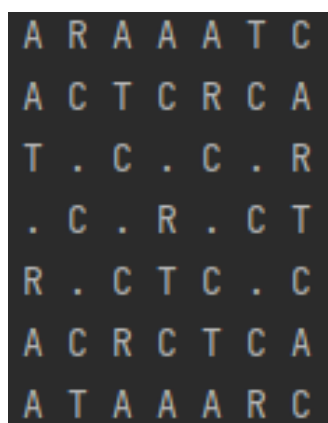 A R A A A T C
A C T C R C A
T . C . C . R
. C . R . C T
R . C T C . C
A C R C T C A
A T A A A R C